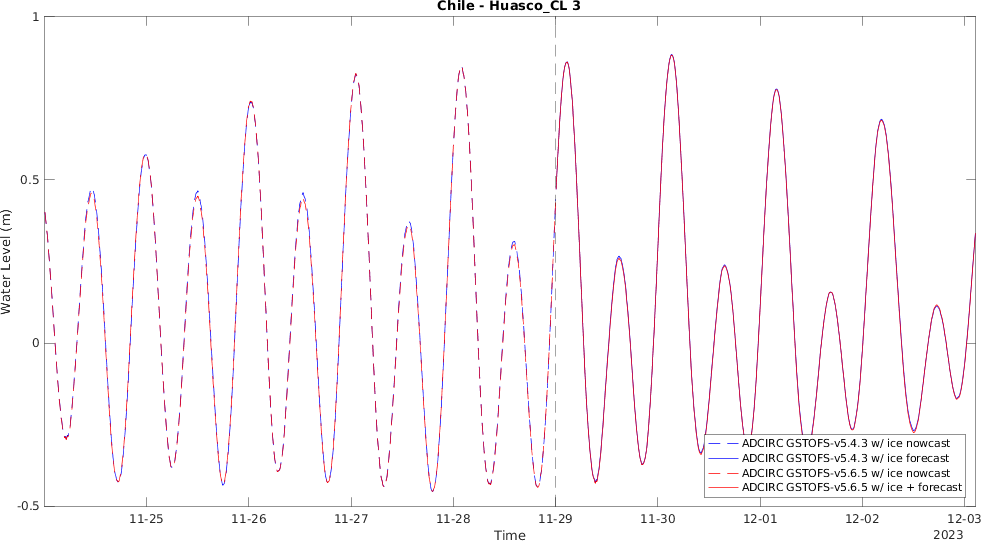 Chile - Huasco_CL 3
1
0.5
0
-0.5
Water Level (m)
11-25 11-26 11-27 11-28 11-29 11-30 12-01 12-02 12-03
Time
2023
ADCIRC GSTOFS-v5.4.3 w/ ice nowcast
ADCIRC GSTOFS-v5.4.3 w/ ice forecast
ADCIRC GSTOFS-v5.6.5 w/ ice nowcast
ADCIRC GSTOFS-v5.6.5 w/ ice + forecast